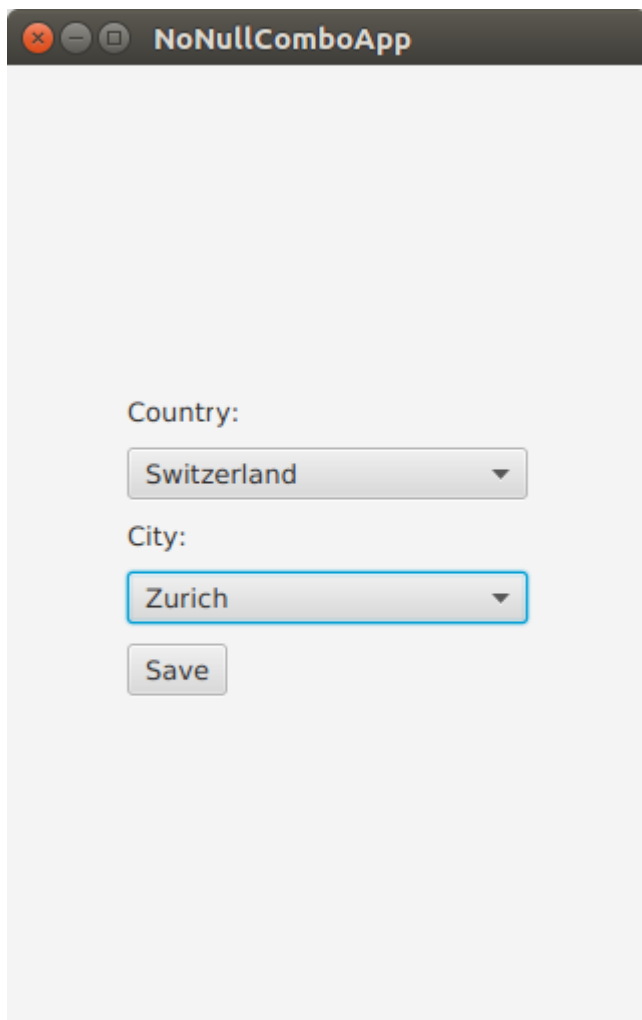 NoNullComboApp
Country:
Switzerland
City:
Zurich
Save